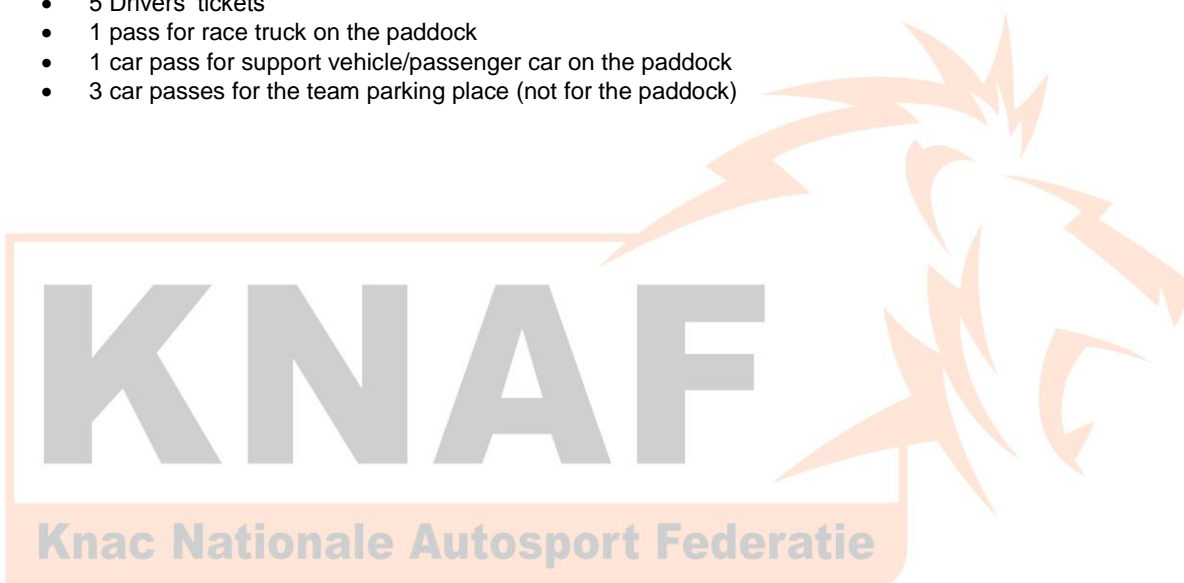 • 5 Drivers' tickets
• 1 pass for race truck on the paddock
• 1 car pass for support vehicle/passenger car on the paddock
• 3 car passes for the team parking place (not for the paddock)
KNAF
Knac Nationale Autosport Federatie